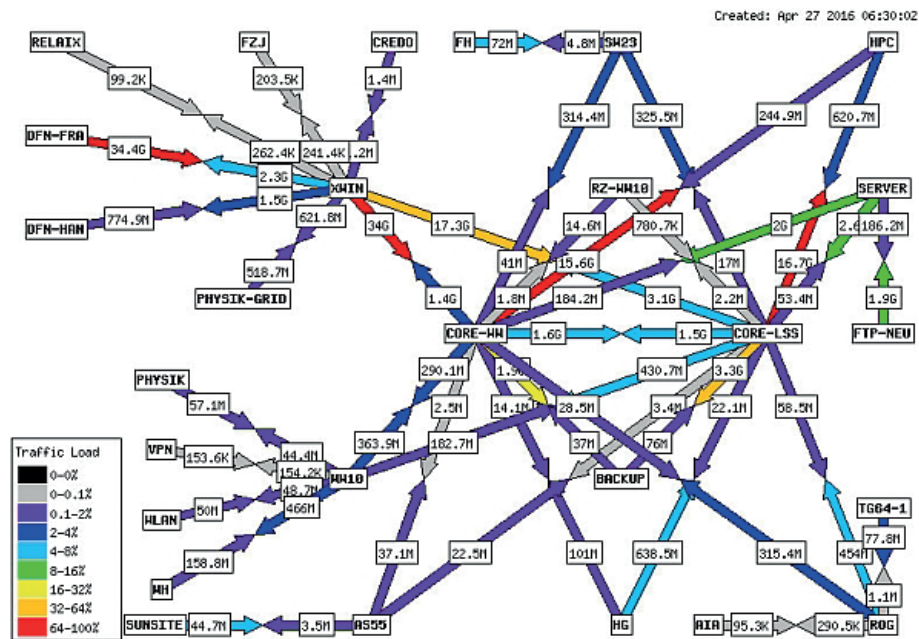 Created: Apr 27 2016 06:30:02
RELAIX
FZJ
CREDO
FH
72M
4.8M
SW23
HPC
99.2K
203.5K
1.4M
314.4M
325.5M
244.9M
620.7M
DFN-FRA
34.4G
262.4K
241.4K
.2M
2.3G
XWIN
RZ-WW10
SERVER
1.5G
DFN-HAN
774.9M
621.8M
34G
17.3G
14.6M
780.7K
2G
186.2M
518.7M
41M
15.6G
17M
16.7G
PHYSIK-GRID
1.4G
1.8M
184.2M
3.1G
2.2M
53.4M
1.9G
CORE-WW
1.6G
1.5G
CORE-LSS
FTP-NEU
290.1M
430.7M
3.3G
PHYSIK
57.1M
2.5M
14.1M
28.5M
3.4M
22.1M
58.5M
Traffic Load
0-0%
0-0.1%
0.1-2%
2-4%
4-8%
8-16%
16-32%
32-64%
64-100%
VPN
153.6K
44.4M
154.2K
363.9M
182.7M
37M
76M
48.7M
WW10
BACKUP
WLAN
50M
466M
TG64-1
77.8M
WH
158.8M
37.1M
22.5M
101M
638.5M
315.4M
454M
1.1M
SUNSITE
44.7M
3.5M
AS55
HG
AIA
95.3K
290.5K
ROG